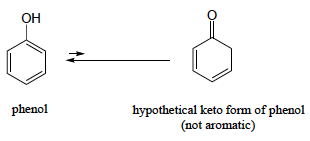 OH
O
phenol
hypothetical keto form of phenol
(not aromatic)